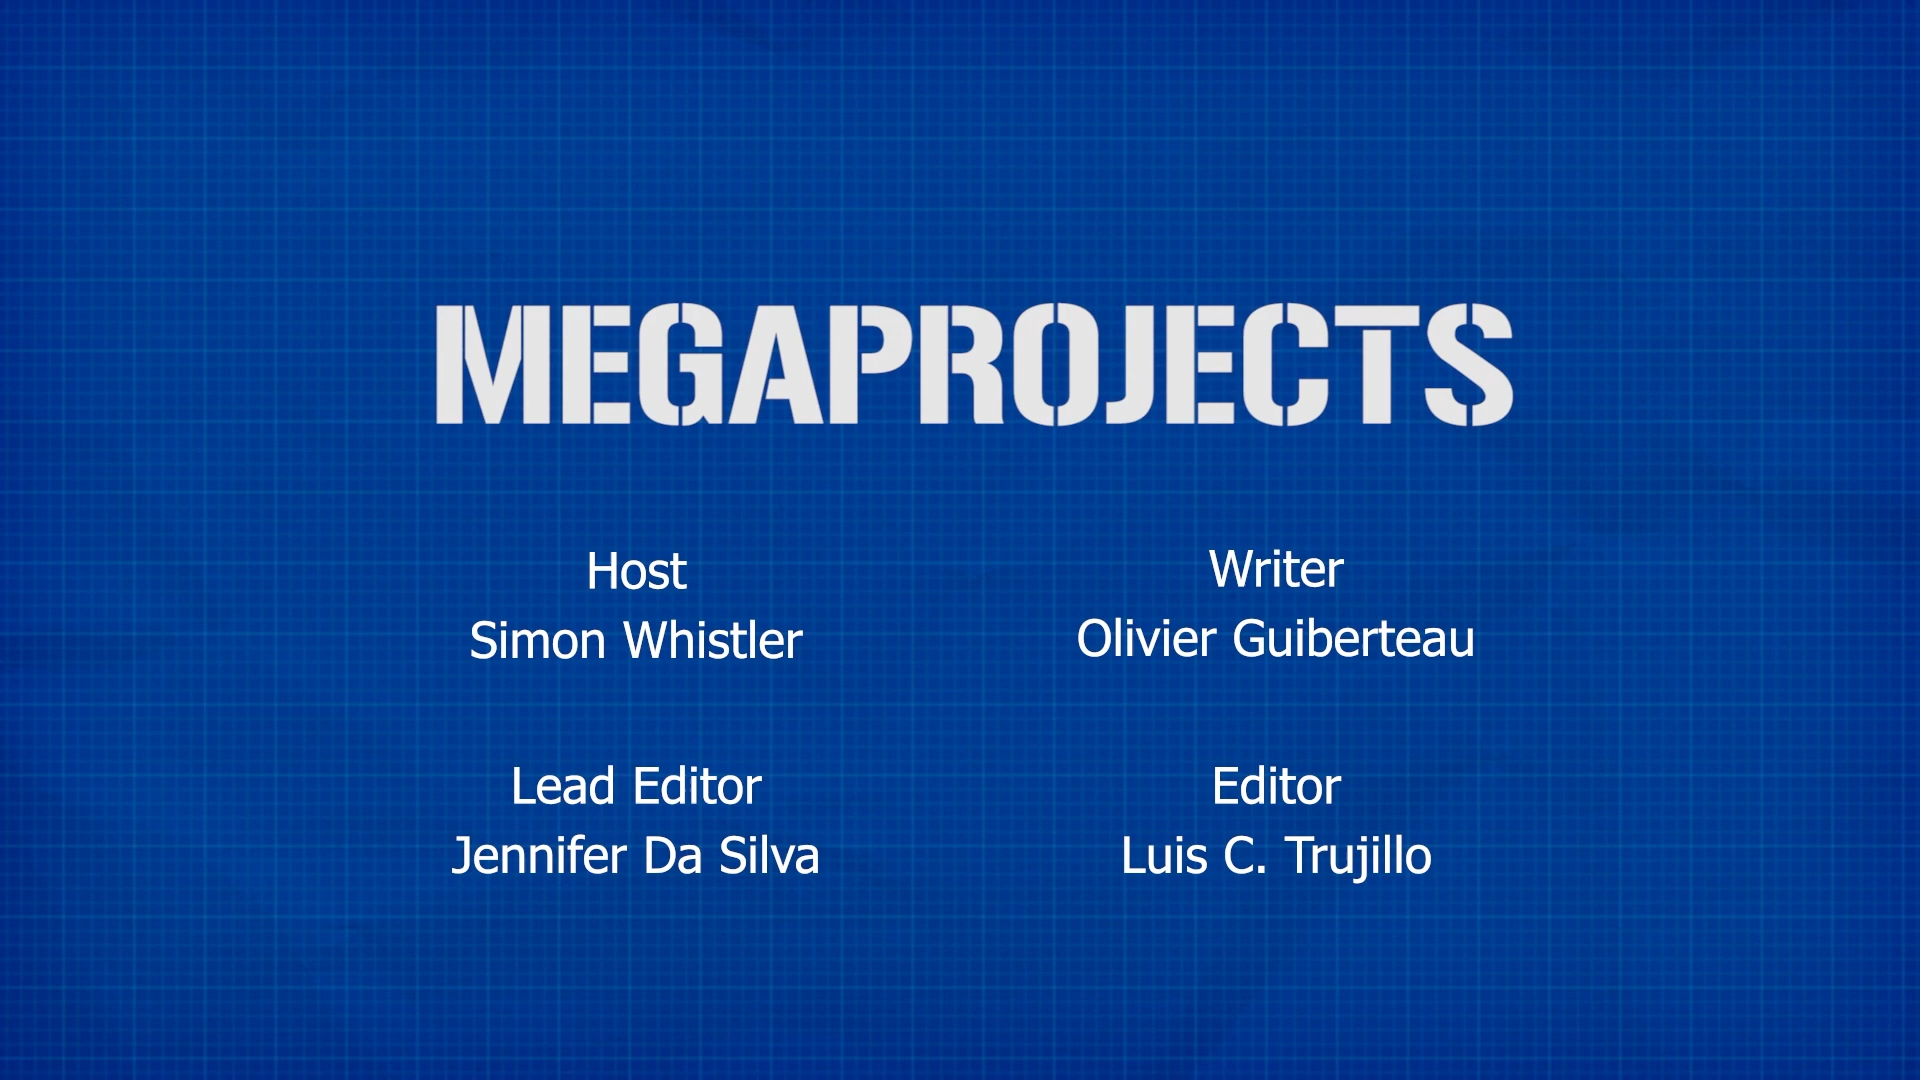 MEGAPROJECTS
Host
Simon Whistler
Writer
Olivier Guiberteau
Lead Editor
Jennifer Da Silva
Editor
Luis C. Trujillo